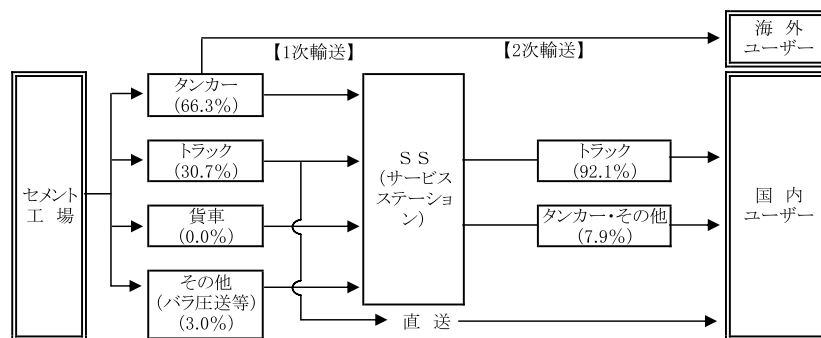 海 外
ユーザー
【1次輸送】
【2次輸送】
セメント
工 場
タンカー
(66.3%)
トラック
(30.7%)
貨車
(0.0%)
その他
(バラ圧送等)
(3.0%)
ＳＳ
(サービス
ステーショ
ン)
トラック
(92.1%)
タンカー・その他
(7.9%)
直 送
国 内
ユーザー